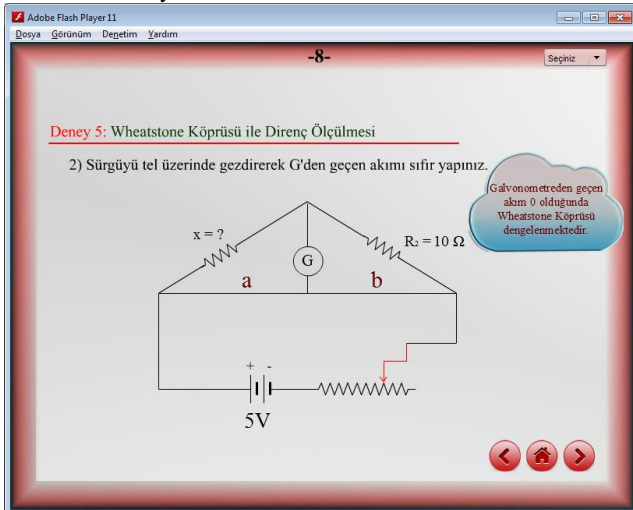 Adobe Flash Player 11
Dosya Görünüm Denetim Yardım
-8-
Seçiniz
Deney 5: Wheatstone Köprüsü ile Direnç Ölçülmesi
2) Sürgüyü tel üzerinde gezdirerek G'den geçen akımı sıfır yapınız.
Galvonometreden geçen
akım 0 olduğunda
Wheatstone Köprüsü
dengelenmektedir.
x = ?
R₂ = 10 Ω
G
a
b
+ -
5V